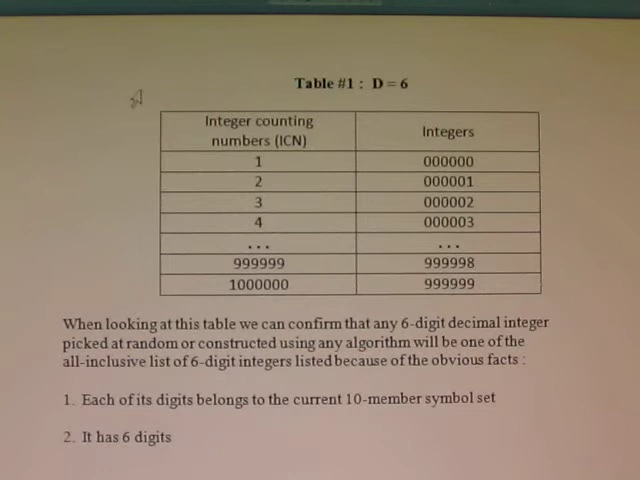 Table #1 : D = 6
Integer counting numbers (ICN) Integers
1 000000
2 000001
3 000002
4 000003
... ...
999999 999998
1000000 999999
When looking at this table we can confirm that any 6-digit decimal integer
picked at random or constructed using any algorithm will be one of the
all-inclusive list of 6-digit integers listed because of the obvious facts :
1. Each of its digits belongs to the current 10-member symbol set
2. It has 6 digits